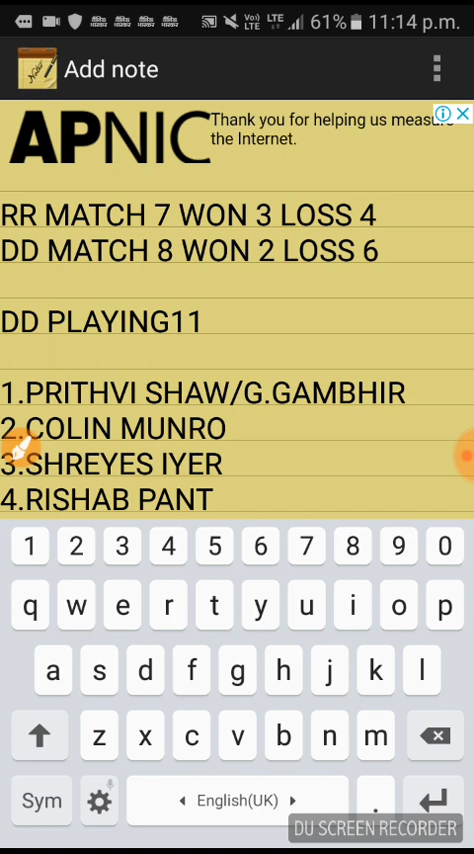 Vo)) LTE LTE 61% 11:14 p.m.
Add note
APNIC
Thank you for helping us measure
the Internet.
RR MATCH 7 WON 3 LOSS 4
DD MATCH 8 WON 2 LOSS 6
DD PLAYING11
1.PRITHVI SHAW/G.GAMBHIR
2.COLIN MUNRO
3.SHREYES IYER
4.RISHAB PANT
1 2 3 4 5 6 7 8 9 0
q w e r t y u i o p
a s d f g h j k l
z x c v b n m
Sym English(UK) .
DU SCREEN RECORDER